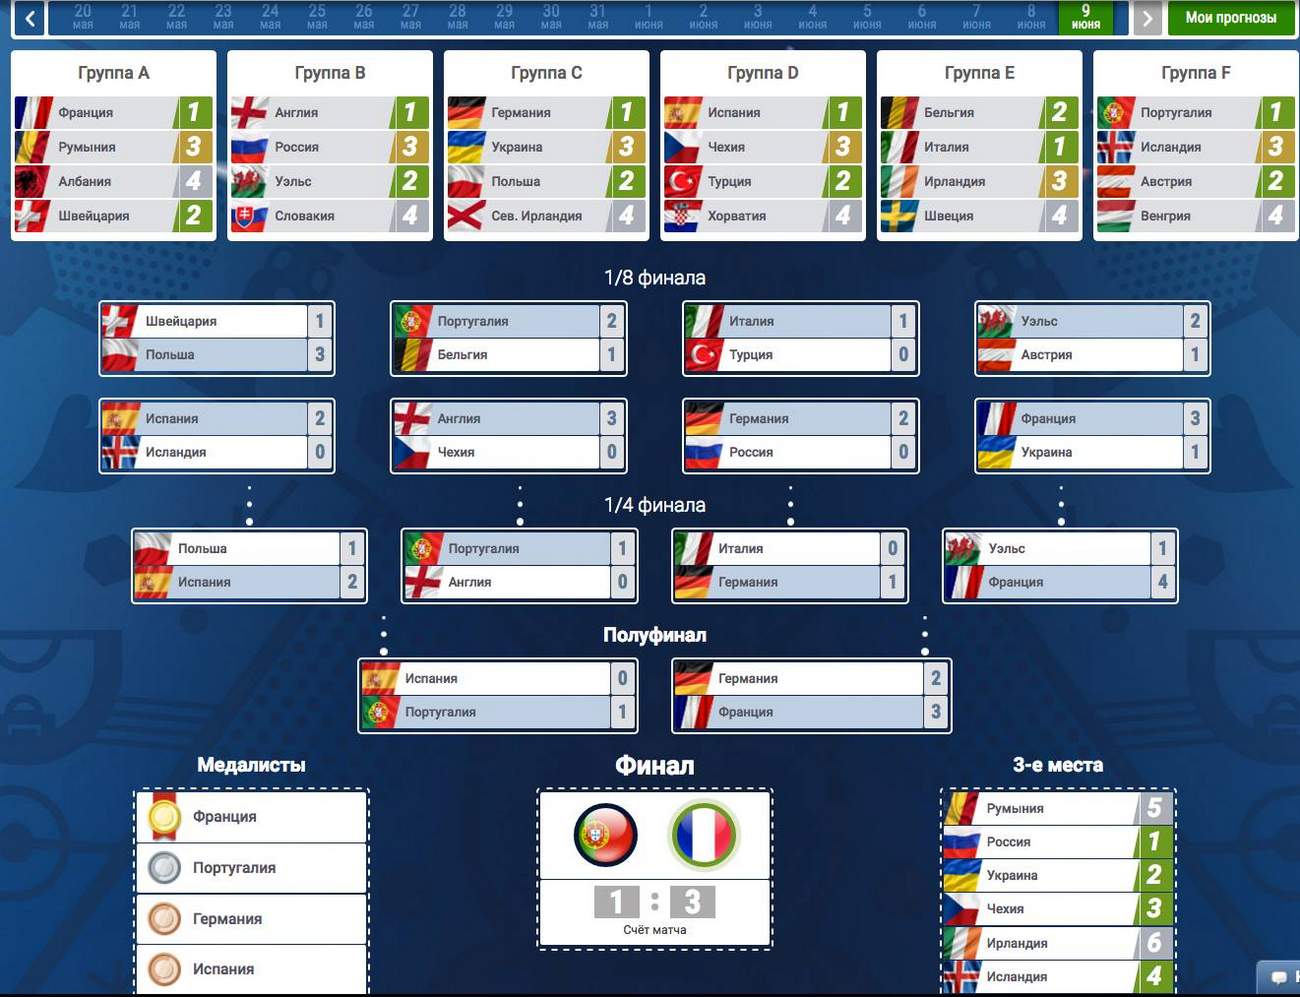 20 мая 21 мая 22 мая 23 мая 24 мая 25 мая 26 мая 27 мая 28 мая 29 мая 30 мая 31 мая 1 июня 2 июня 3 июня 4 июня 5 июня 6 июня 7 июня 8 июня 9 июня Мои прогнозы
Группа A
Франция 1
Румыния 3
Албания 4
Швейцария 2
Группа B
Англия 1
Россия 3
Уэльс 2
Словакия 4
Группа C
Германия 1
Украина 3
Польша 2
Сев. Ирландия 4
Группа D
Испания 1
Чехия 3
Турция 2
Хорватия 4
Группа E
Бельгия 2
Италия 1
Ирландия 3
Швеция 4
Группа F
Португалия 1
Исландия 3
Австрия 2
Венгрия 4
1/8 финала
Швейцария 1
Польша 3
Португалия 2
Бельгия 1
Италия 1
Турция 0
Уэльс 2
Австрия 1
Испания 2
Исландия 0
Англия 3
Чехия 0
Германия 2
Россия 0
Франция 3
Украина 1
1/4 финала
Польша 1
Испания 2
Португалия 1
Англия 0
Италия 0
Германия 1
Уэльс 1
Франция 4
Полуфинал
Испания 0
Португалия 1
Германия 2
Франция 3
Медалисты
Франция
Португалия
Германия
Испания
Финал
1 : 3
Счёт матча
3-е места
Румыния 5
Россия 1
Украина 2
Чехия 3
Ирландия 6
Исландия 4